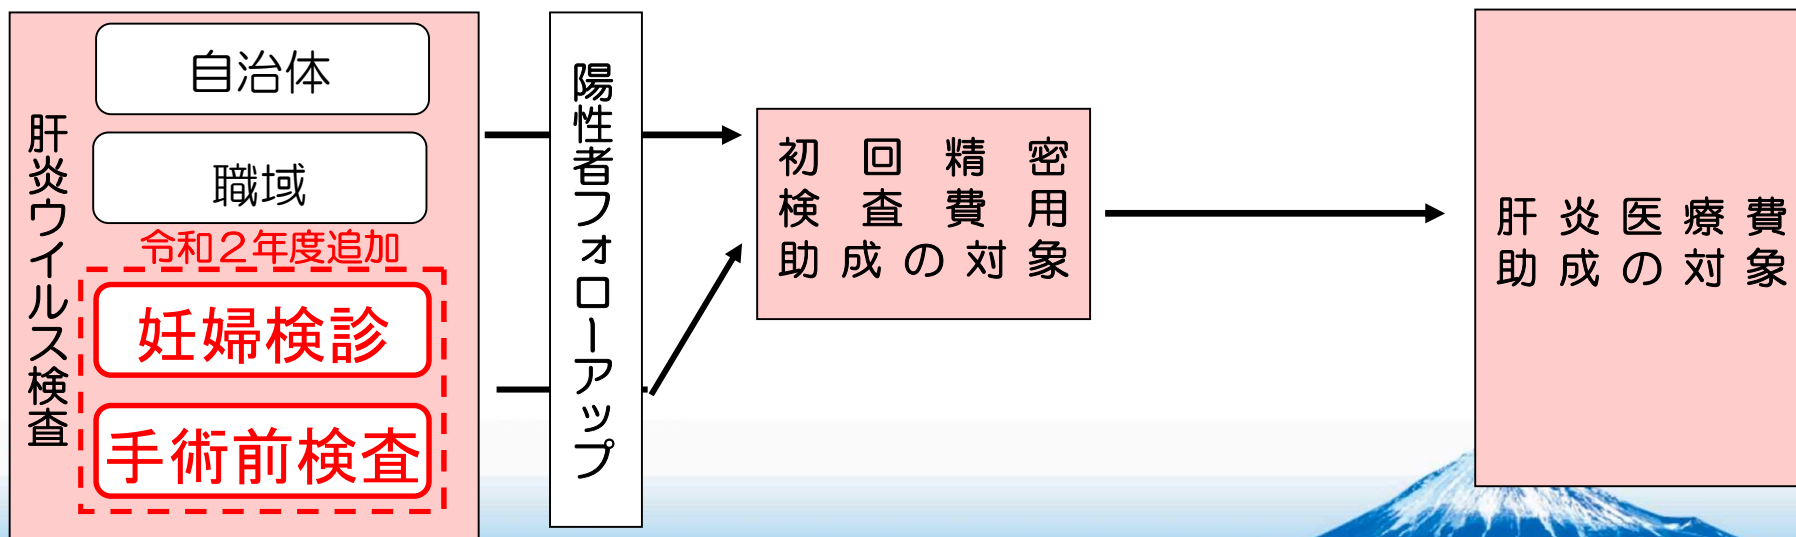 肝炎ウイルス検査
自治体
職域
令和２年度追加
妊婦検診
手術前検査
陽性者フォローアップ
初回精密
検査費用
助成の対象
肝炎医療費
助成の対象